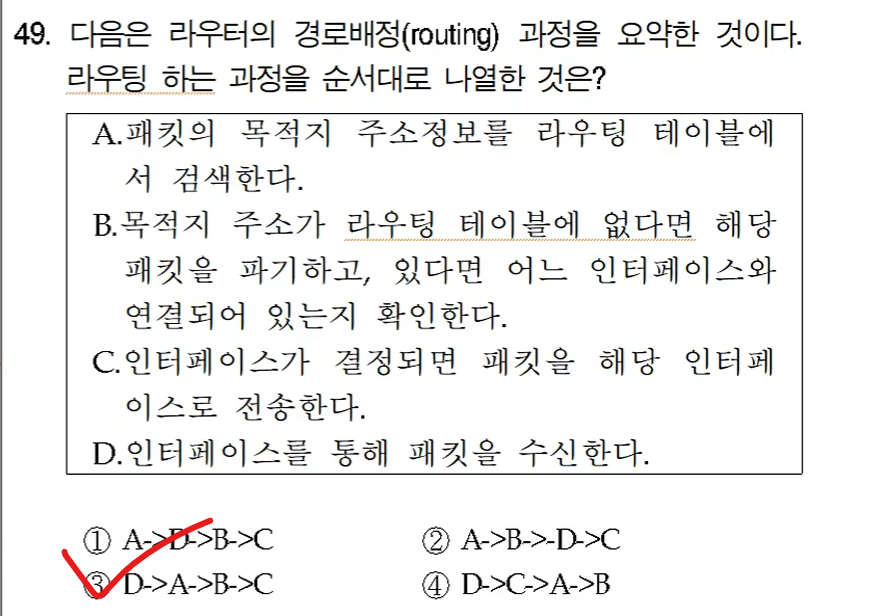 49. 다음은 라우터의 경로배정(routing) 과정을 요약한 것이다.
라우팅 하는 과정을 순서대로 나열한 것은?
A.패킷의 목적지 주소정보를 라우팅 테이블에
서 검색한다.
B.목적지 주소가 라우팅 테이블에 없다면 해당
패킷을 파기하고, 있다면 어느 인터페이스와
연결되어 있는지 확인한다.
C.인터페이스가 결정되면 패킷을 해당 인터페
이스로 전송한다.
D.인터페이스를 통해 패킷을 수신한다.
① A->D->B->C ② A->B->-D->C
③ D->A->B->C ④ D->C->A->B